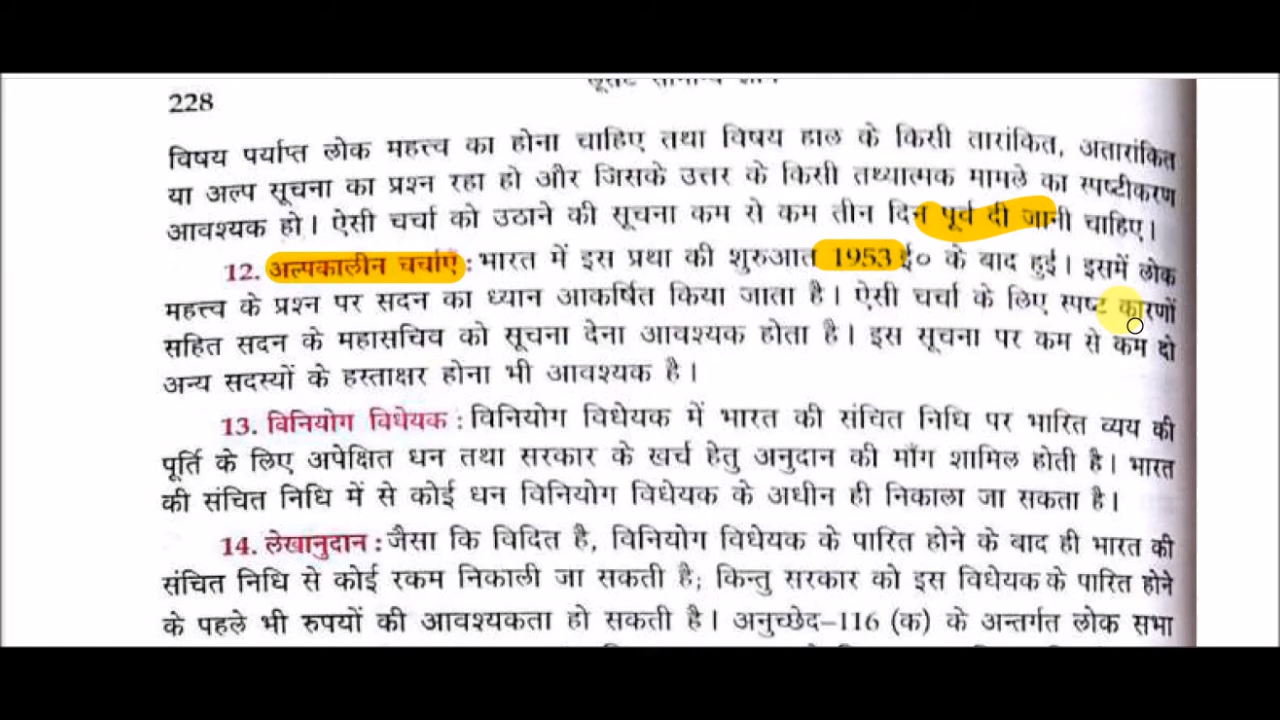 228
विषय पर्याप्त लोक महत्त्व का होना चाहिए तथा विषय हाल के किसी तारांकित, अतारांकित
या अल्प सूचना का प्रश्न रहा हो और जिसके उत्तर के किसी तथ्यात्मक मामले का स्पष्टीकरण
आवश्यक हो। ऐसी चर्चा को उठाने की सूचना कम से कम तीन दिन पूर्व दी जानी चाहिए।
12. अल्पकालीन चर्चाएँ : भारत में इस प्रथा की शुरुआत 1953 ई० के बाद हुई। इसमें लोक
महत्त्व के प्रश्न पर सदन का ध्यान आकर्षित किया जाता है। ऐसी चर्चा के लिए स्पष्ट कारणों
सहित सदन के महासचिव को सूचना देना आवश्यक होता है। इस सूचना पर कम से कम दो
अन्य सदस्यों के हस्ताक्षर होना भी आवश्यक है।
13. विनियोग विधेयक : विनियोग विधेयक में भारत की संचित निधि पर भारित व्यय की
पूर्ति के लिए अपेक्षित धन तथा सरकार के खर्च हेतु अनुदान की माँग शामिल होती है। भारत
की संचित निधि में से कोई धन विनियोग विधेयक के अधीन ही निकाला जा सकता है।
14. लेखानुदान : जैसा कि विदित है, विनियोग विधेयक के पारित होने के बाद ही भारत की
संचित निधि से कोई रकम निकाली जा सकती है; किन्तु सरकार को इस विधेयक के पारित होने
के पहले भी रुपयों की आवश्यकता हो सकती है। अनुच्छेद-116 (क) के अन्तर्गत लोक सभा